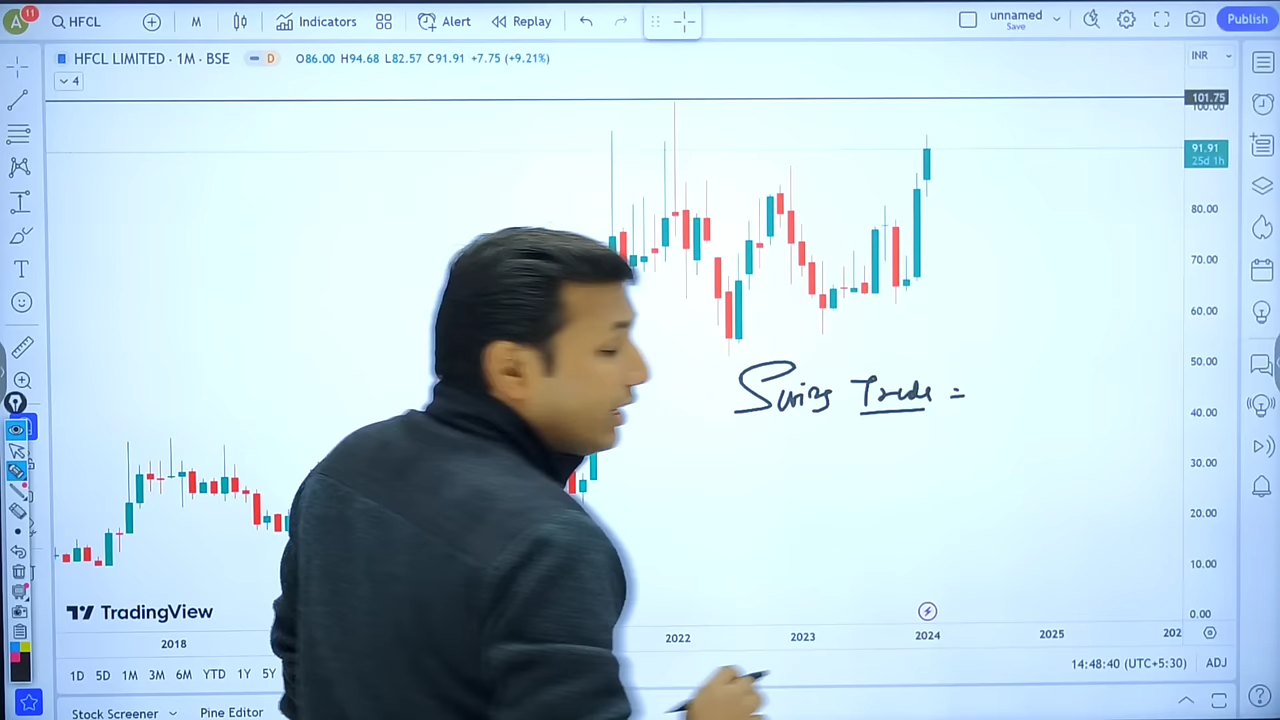 A 11 HFCL M Indicators Alert Replay unnamed Save Publish
HFCL LIMITED · 1M · BSE D O86.00 H94.68 L82.57 C91.91 +7.75 (+9.21%) INR
4
101.75
100.00
91.91
25d 1h
80.00
70.00
60.00
50.00
Swing Trade =
40.00
30.00
20.00
10.00
TradingView
0.00
2018 2022 2023 2024 2025 202
1D 5D 1M 3M 6M YTD 1Y 5Y 14:48:40 (UTC+5:30) ADJ
Stock Screener Pine Editor